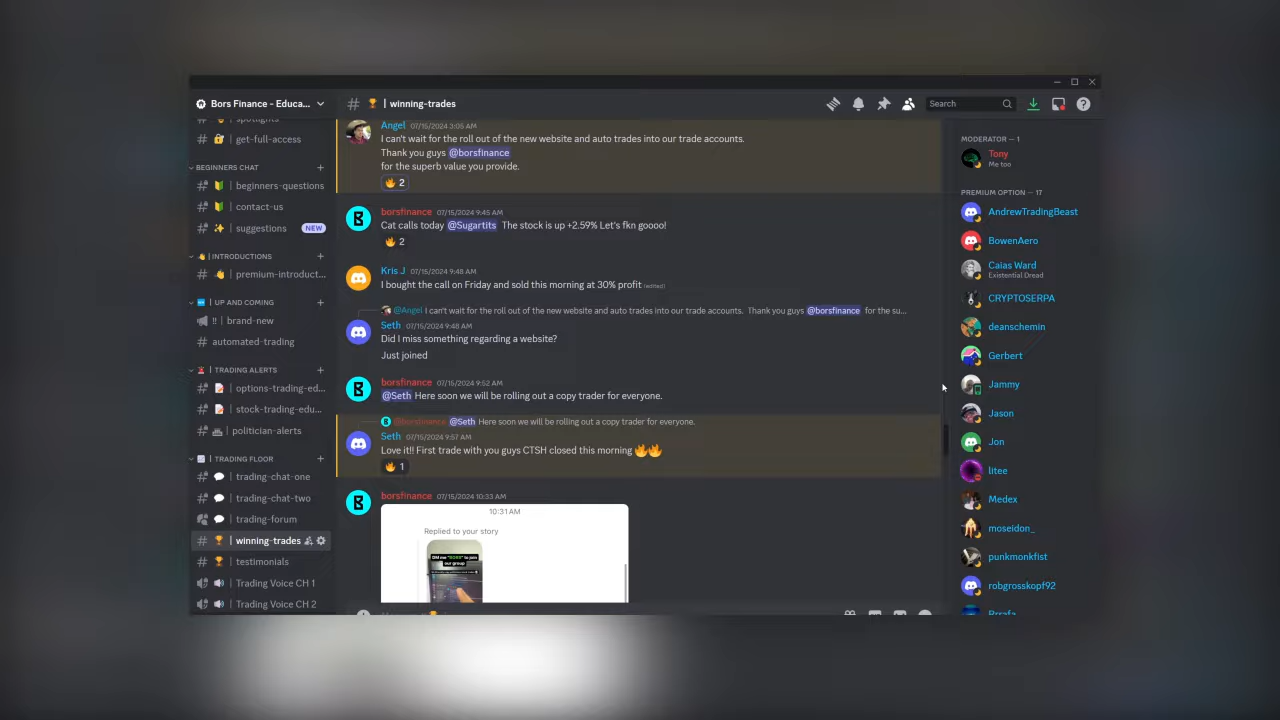 Bors Finance - Educa...
get-full-access
BEGINNERS CHAT
beginners-questions
contact-us
suggestions NEW
INTRODUCTIONS
premium-introduct...
UP AND COMING
brand-new
automated-trading
TRADING ALERTS
options-trading-ed...
stock-trading-edu...
politician-alerts
TRADING FLOOR
trading-chat-one
trading-chat-two
trading-forum
winning-trades
testimonials
Trading Voice CH 1
Trading Voice CH 2
# 🏆 | winning-trades
Search
Angel 07/15/2024 3:05 AM
I can't wait for the roll out of the new website and auto trades into our trade accounts.
Thank you guys @borsfinance
for the superb value you provide.
🔥 2
borsfinance 07/15/2024 9:45 AM
Cat calls today @Sugartits The stock is up +2.59% Let's fkn goooo!
🔥 2
Kris J 07/15/2024 9:48 AM
I bought the call on Friday and sold this morning at 30% profit (edited)
@Angel I can't wait for the roll out of the new website and auto trades into our trade accounts. Thank you guys @borsfinance for the su...
Seth 07/15/2024 9:48 AM
Did I miss something regarding a website?
Just joined
borsfinance 07/15/2024 9:52 AM
@Seth Here soon we will be rolling out a copy trader for everyone.
@borsfinance @Seth Here soon we will be rolling out a copy trader for everyone.
Seth 07/15/2024 9:57 AM
Love it!! First trade with you guys CTSH closed this morning 🔥🔥
🔥 1
borsfinance 07/15/2024 10:33 AM
10:31 AM
Replied to your story
DM me "BORS" to join
our group
MODERATOR — 1
Tony
Me too
PREMIUM OPTION — 17
AndrewTradingBeast
BowenAero
Caias Ward
Existential Dread
CRYPTOSERPA
deanschemin
Gerbert
Jammy
Jason
Jon
litee
Medex
moseidon_
punkmonkfist
robgrosskopf92